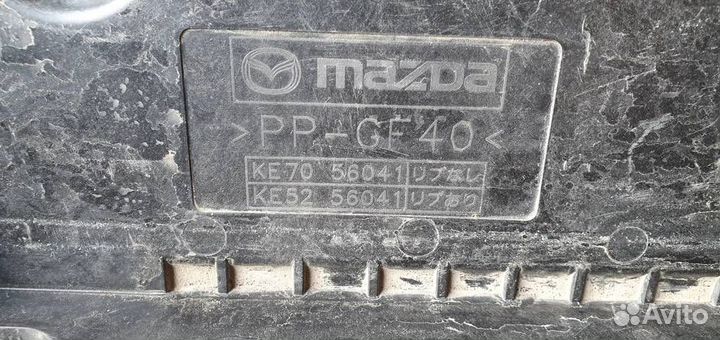 mazda
>PP-GF40<
KE70 56041 リブなし
KE52 56041 リブあり
Avito